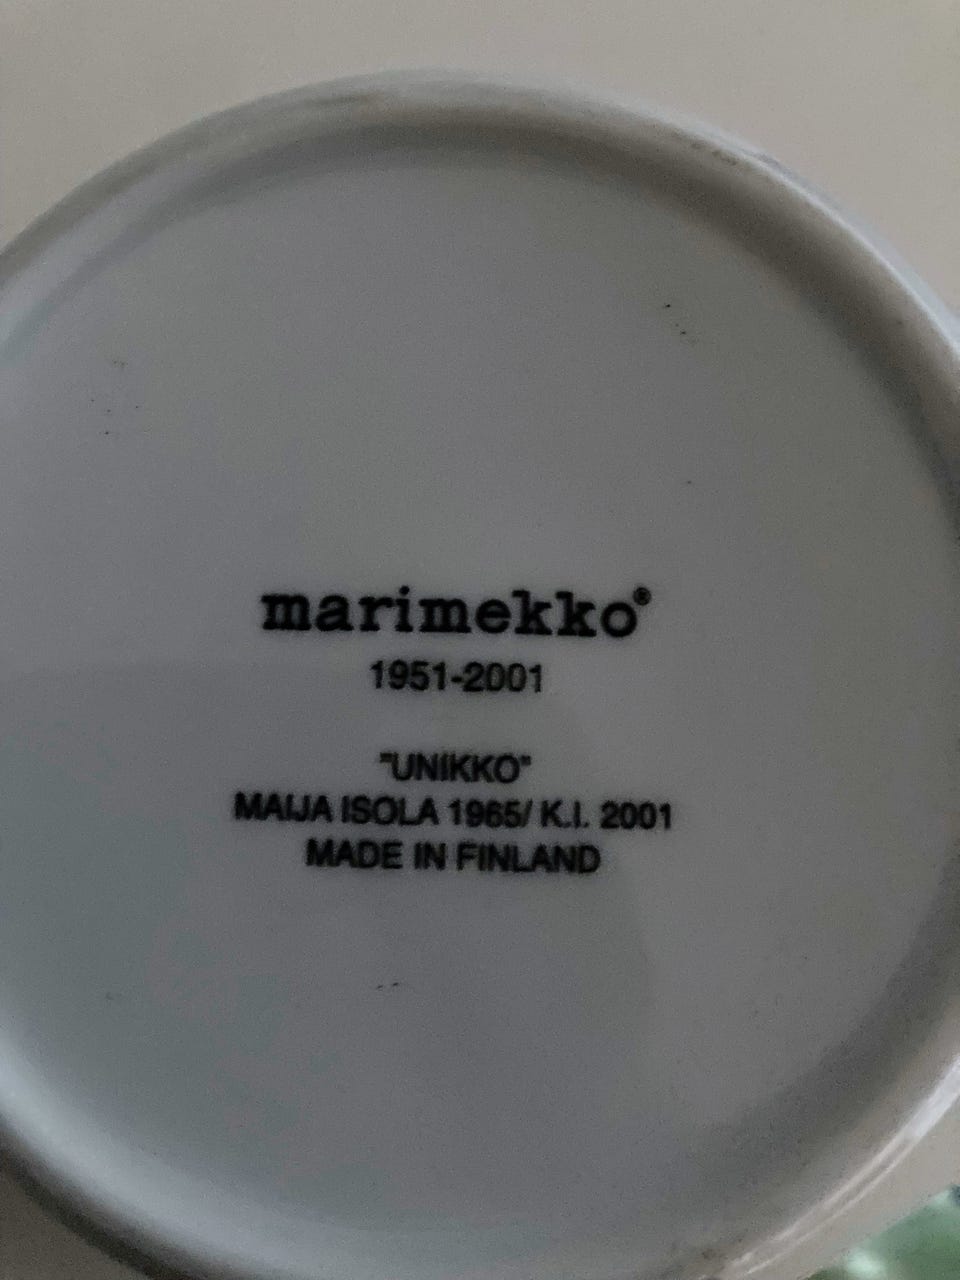 marimekko®
1951-2001
"UNIKKO"
MAIJA ISOLA 1965/ K.I. 2001
MADE IN FINLAND